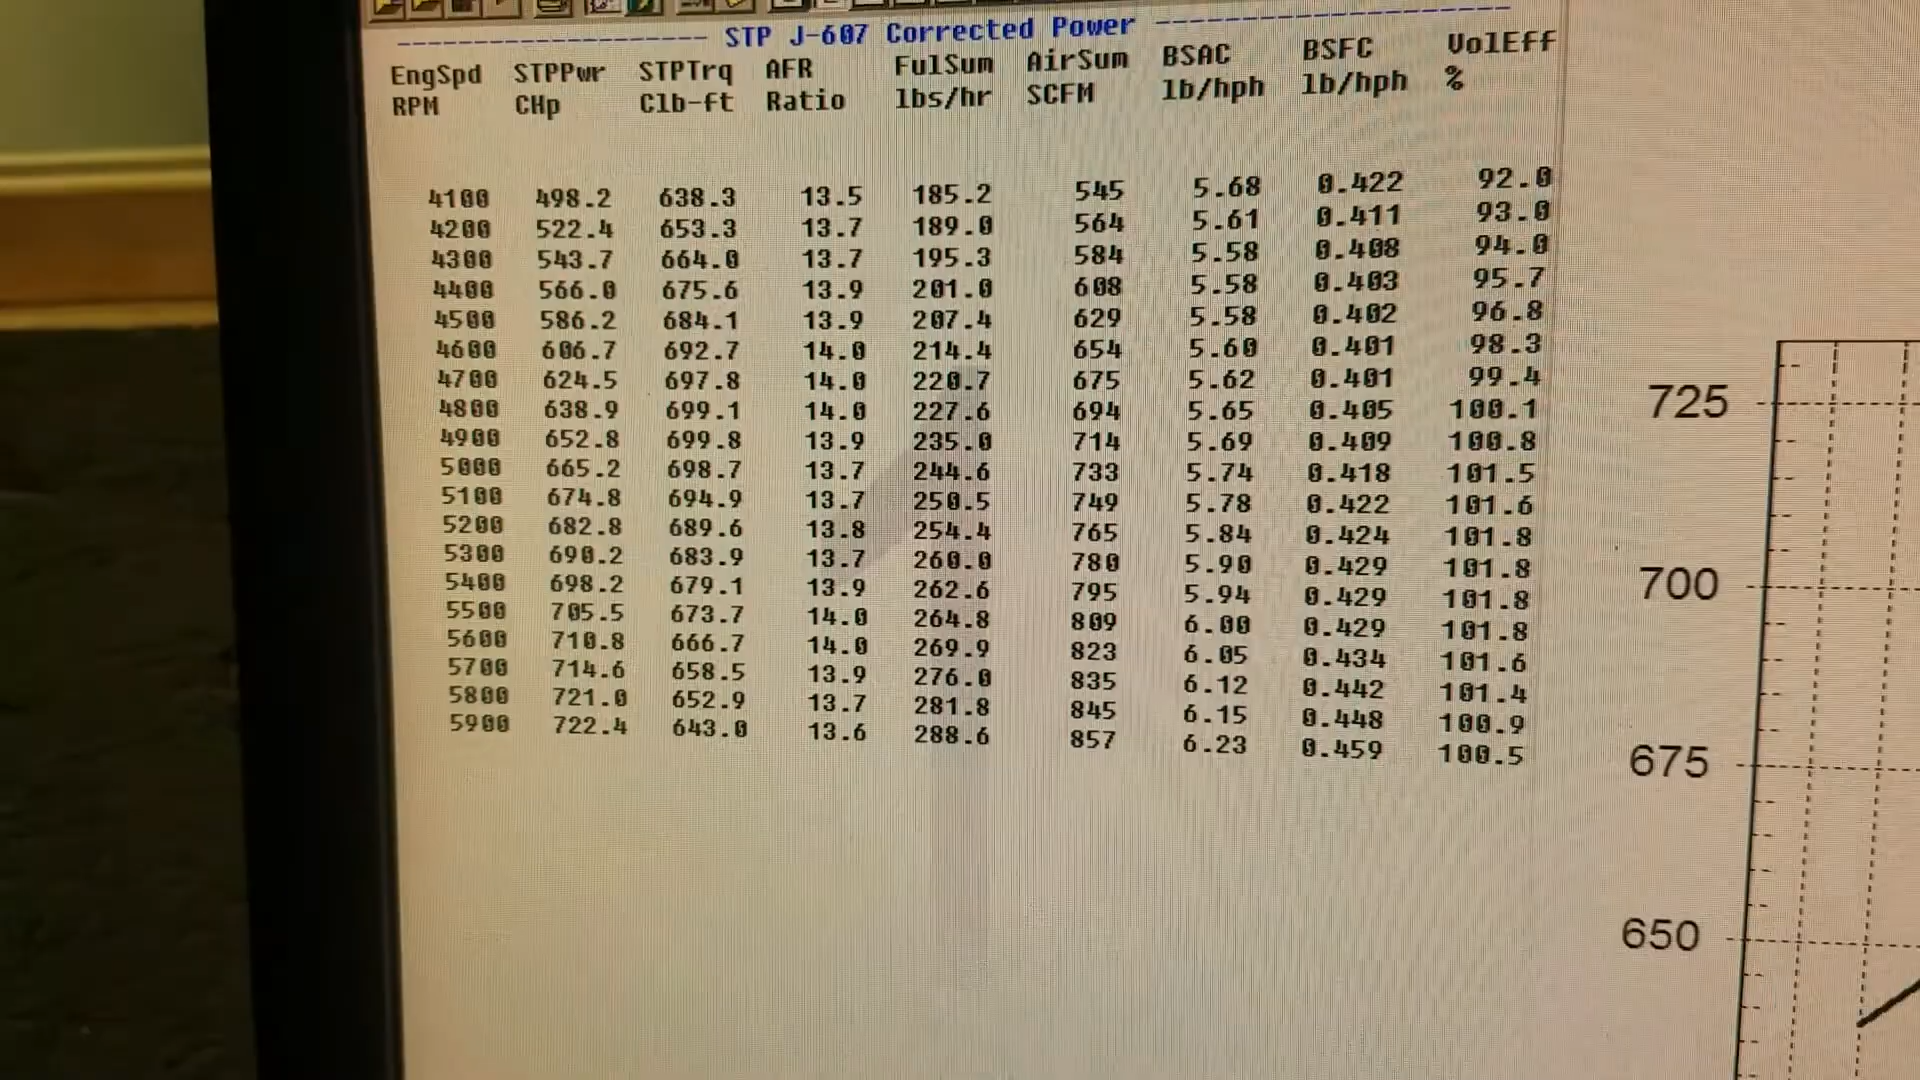 STP J-607 Corrected Power
EngSpd STPPwr STPTrq AFR FulSum AirSum BSAC BSFC VolEff
RPM CHp Clb-ft Ratio lbs/hr SCFM lb/hph lb/hph %
4100 498.2 638.3 13.5 185.2 545 5.68 0.422 92.0
4200 522.4 653.3 13.7 189.0 564 5.61 0.411 93.0
4300 543.7 664.0 13.7 195.3 584 5.58 0.408 94.0
4400 566.0 675.6 13.9 201.0 608 5.58 0.403 95.7
4500 586.2 684.1 13.9 207.4 629 5.58 0.402 96.8
4600 606.7 692.7 14.0 214.4 654 5.60 0.401 98.3
4700 624.5 697.8 14.0 220.7 675 5.62 0.401 99.4
4800 638.9 699.1 14.0 227.6 694 5.65 0.405 100.1
4900 652.8 699.8 13.9 235.0 714 5.69 0.409 100.8
5000 665.2 698.7 13.7 244.6 733 5.74 0.418 101.5
5100 674.8 694.9 13.7 250.5 749 5.78 0.422 101.6
5200 682.8 689.6 13.8 254.4 765 5.84 0.424 101.8
5300 690.2 683.9 13.7 260.0 780 5.90 0.429 101.8
5400 698.2 679.1 13.9 262.6 795 5.94 0.429 101.8
5500 705.5 673.7 14.0 264.8 809 6.00 0.429 101.8
5600 710.8 666.7 14.0 269.9 823 6.05 0.434 101.6
5700 714.6 658.5 13.9 276.0 835 6.12 0.442 101.4
5800 721.0 652.9 13.7 281.8 845 6.15 0.448 100.9
5900 722.4 643.0 13.6 288.6 857 6.23 0.459 100.5
725
700
675
650